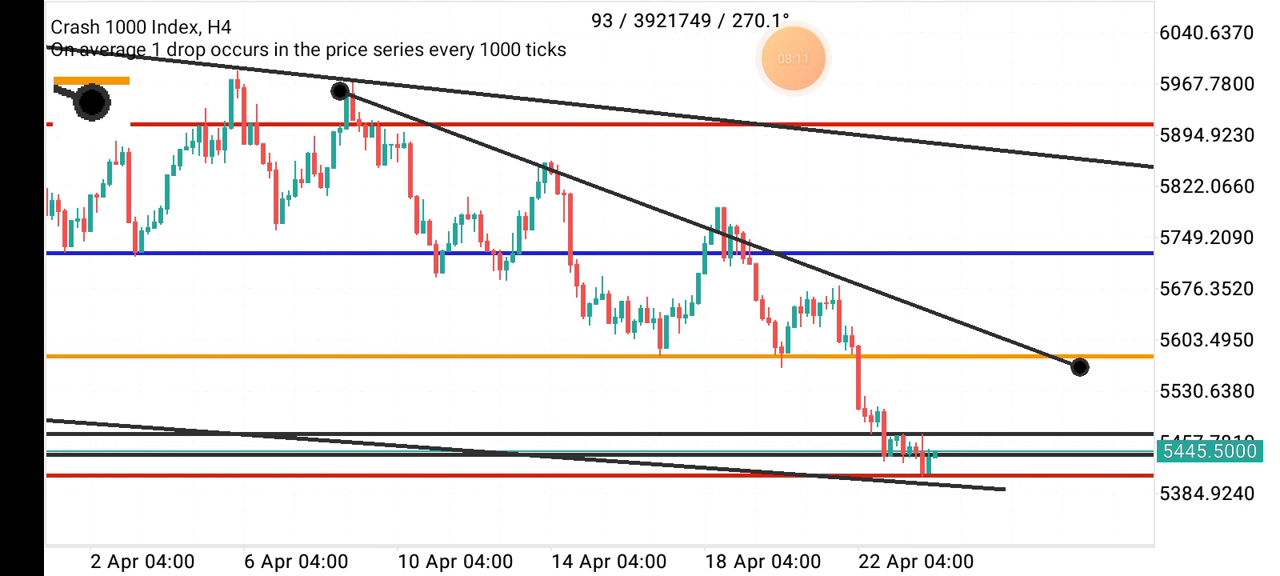 Crash 1000 Index, H4
93 / 3921749 / 270.1°
On average 1 drop occurs in the price series every 1000 ticks
08:11
6040.6370
5967.7800
5894.9230
5822.0660
5749.2090
5676.3520
5603.4950
5530.6380
5445.5000
5384.9240
2 Apr 04:00
6 Apr 04:00
10 Apr 04:00
14 Apr 04:00
18 Apr 04:00
22 Apr 04:00